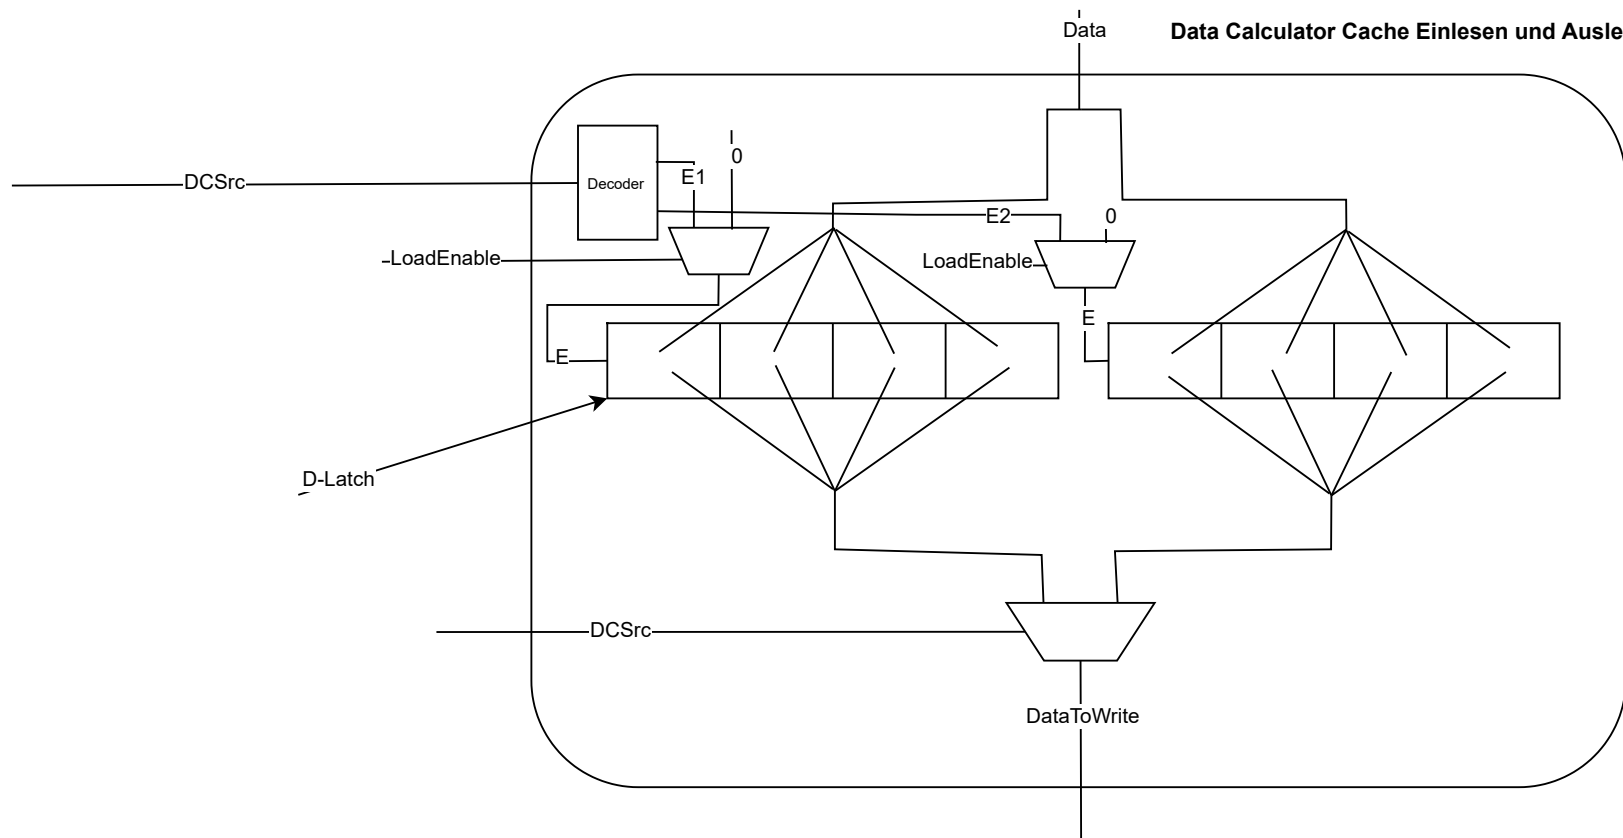 Data
Data Calculator Cache Einlesen und Ausle
0
E1
DCSrc
Decoder
E2
0
LoadEnable
LoadEnable
E
E
D-Latch
DCSrc
DataToWrite